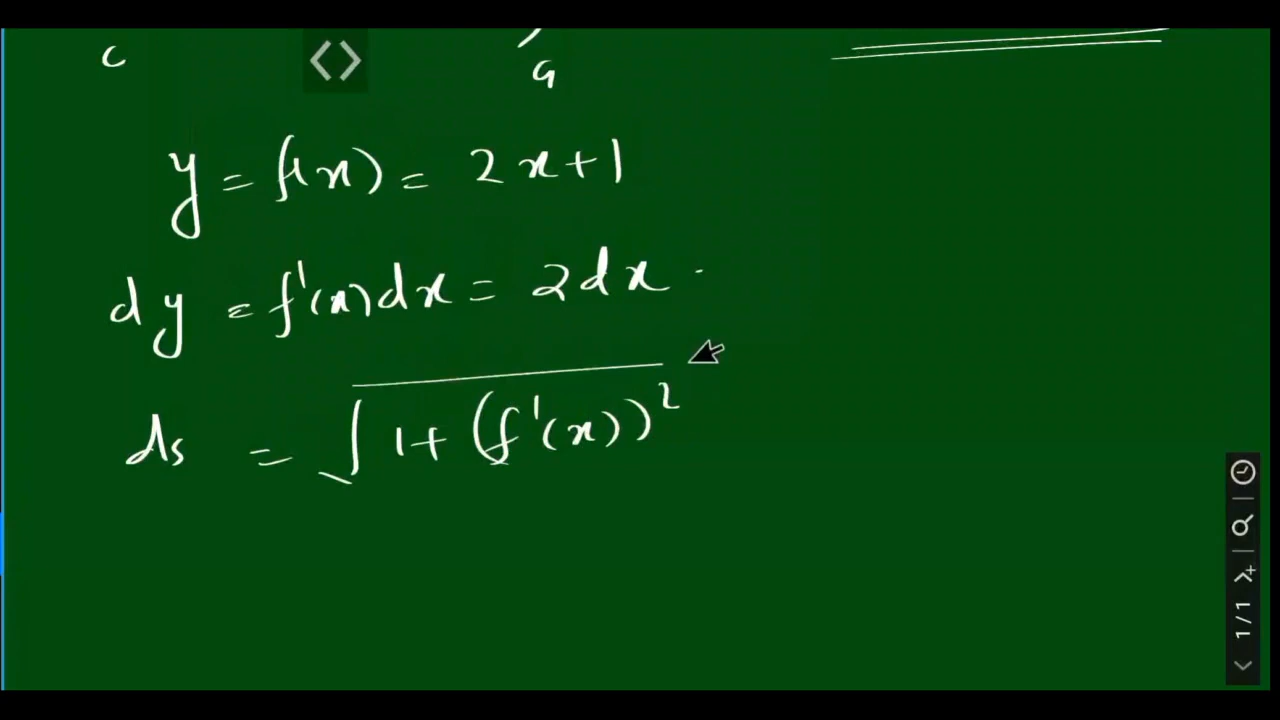 c
a
y = f(x) = 2x+1
dy = f'(x)dx = 2dx .
ds = √1+(f'(x))²
1/1